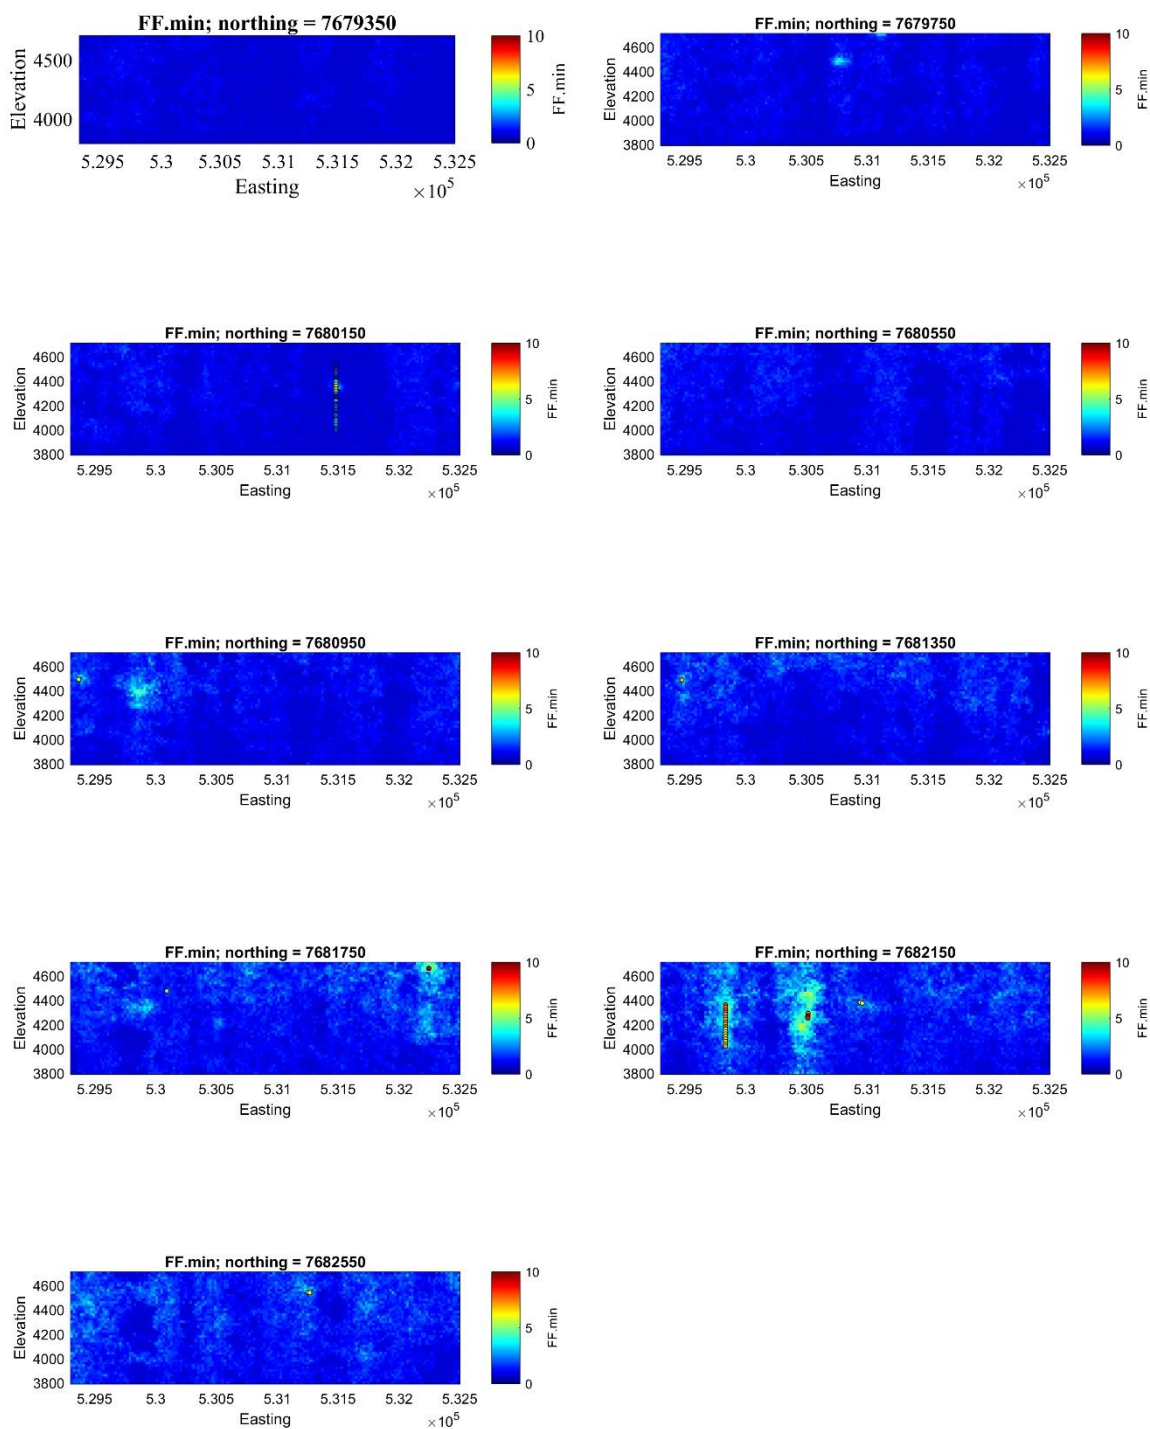 FF.min; northing = 7679350
10
4500
5
4000
0
Elevation
FF.min
5.295 5.3 5.305 5.31 5.315 5.32 5.325
Easting
×10^5
FF.min; northing = 7679750
4600
4400
4200
4000
3800
Elevation
10
5
0
FF.min
5.295 5.3 5.305 5.31 5.315 5.32 5.325
Easting
×10^5
FF.min; northing = 7680150
4600
4400
4200
4000
3800
Elevation
10
5
0
FF.min
5.295 5.3 5.305 5.31 5.315 5.32 5.325
Easting
×10^5
FF.min; northing = 7680550
4600
4400
4200
4000
3800
Elevation
10
5
0
FF.min
5.295 5.3 5.305 5.31 5.315 5.32 5.325
Easting
×10^5
FF.min; northing = 7680950
4600
4400
4200
4000
3800
Elevation
10
5
0
FF.min
5.295 5.3 5.305 5.31 5.315 5.32 5.325
Easting
×10^5
FF.min; northing = 7681350
4600
4400
4200
4000
3800
Elevation
10
5
0
FF.min
5.295 5.3 5.305 5.31 5.315 5.32 5.325
Easting
×10^5
FF.min; northing = 7681750
4600
4400
4200
4000
3800
Elevation
10
5
0
FF.min
5.295 5.3 5.305 5.31 5.315 5.32 5.325
Easting
×10^5
FF.min; northing = 7682150
4600
4400
4200
4000
3800
Elevation
10
5
0
FF.min
5.295 5.3 5.305 5.31 5.315 5.32 5.325
Easting
×10^5
FF.min; northing = 7682550
4600
4400
4200
4000
3800
Elevation
10
5
0
FF.min
5.295 5.3 5.305 5.31 5.315 5.32 5.325
Easting
×10^5